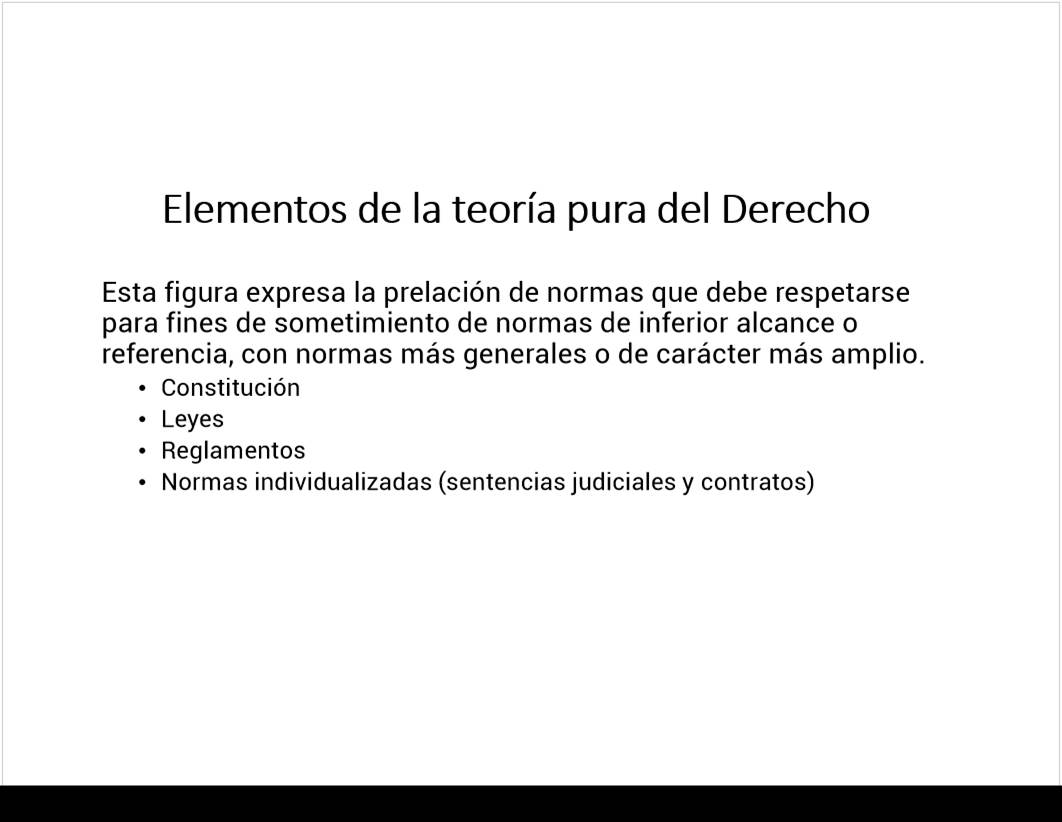 Elementos de la teoría pura del Derecho
Esta figura expresa la prelación de normas que debe respetarse
para fines de sometimiento de normas de inferior alcance o
referencia, con normas más generales o de carácter más amplio.
• Constitución
• Leyes
• Reglamentos
• Normas individualizadas (sentencias judiciales y contratos)